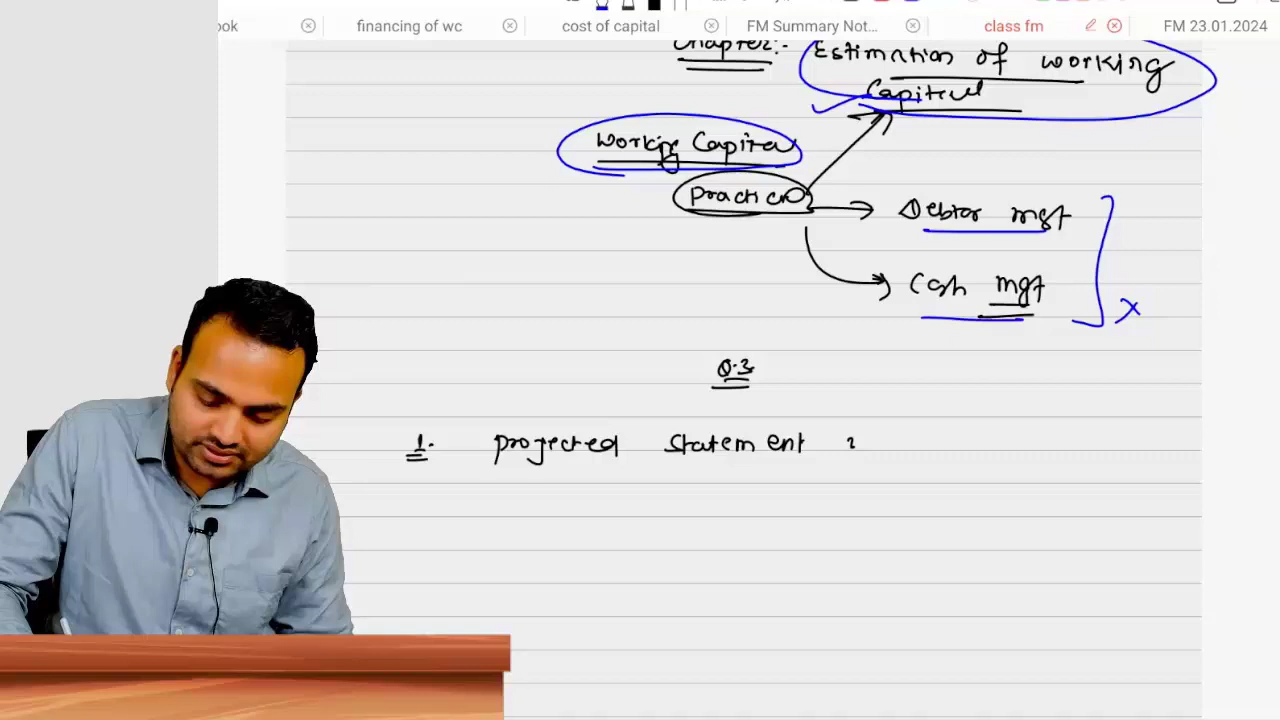 ok financing of wc cost of capital FM Summary Not... class fm FM 23.01.2024
Chapter:- Estimation of working
Capital
Working Capital
practical
Debtor mgt
Cash mgt
x
Q.3
1. projected statement